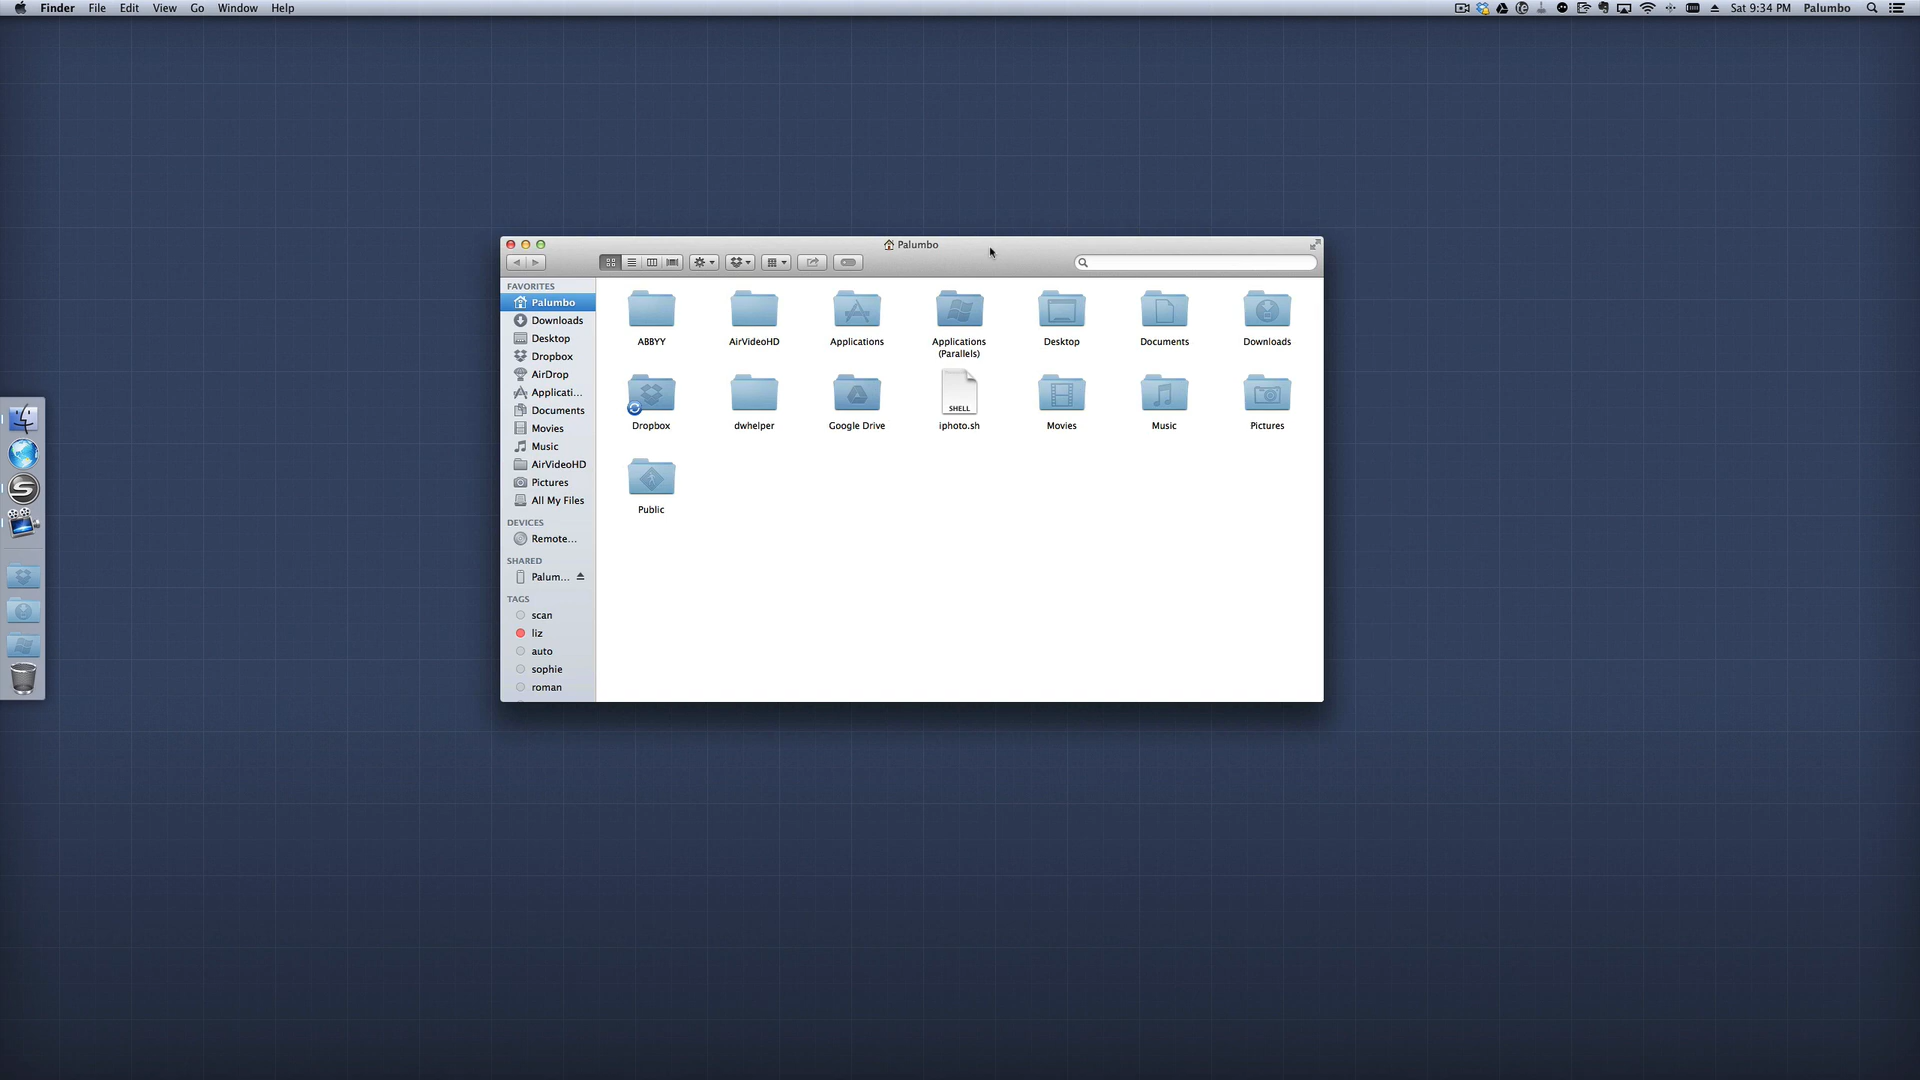 Finder File Edit View Go Window Help Sat 9:34 PM Palumbo
Palumbo
FAVORITES
Palumbo
Downloads
Desktop
Dropbox
AirDrop
Applicati...
Documents
Movies
Music
AirVideoHD
Pictures
All My Files
DEVICES
Remote...
SHARED
Palum...
TAGS
scan
liz
auto
sophie
roman
ABBYY AirVideoHD Applications Applications Desktop Documents Downloads
(Parallels)
SHELL
Dropbox dwhelper Google Drive iphoto.sh Movies Music Pictures
Public